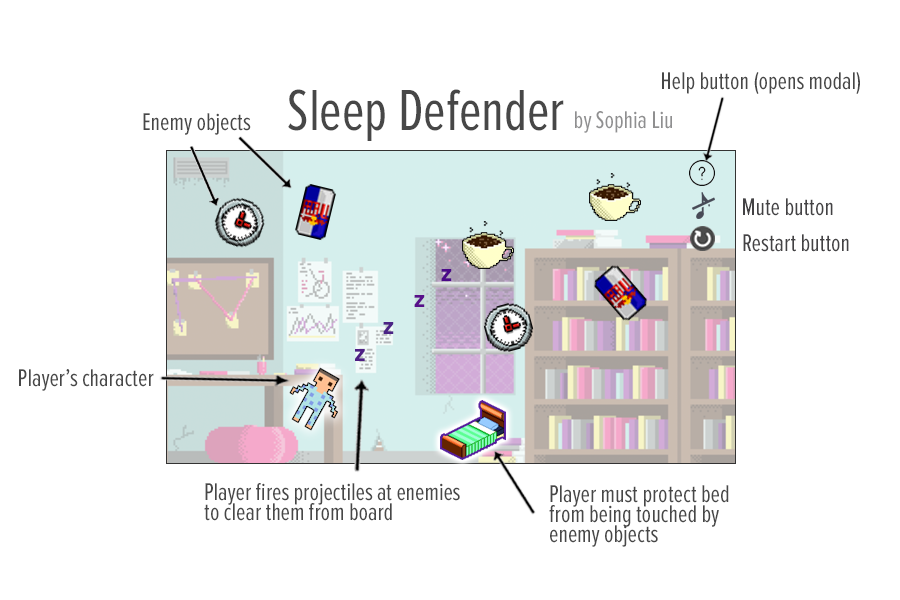 Help button (opens modal)
Sleep Defender by Sophia Liu
Enemy objects
?
Mute button
Restart button
z
z
z
z
Player's character
Player fires projectiles at enemies
to clear them from board
Player must protect bed
from being touched by
enemy objects